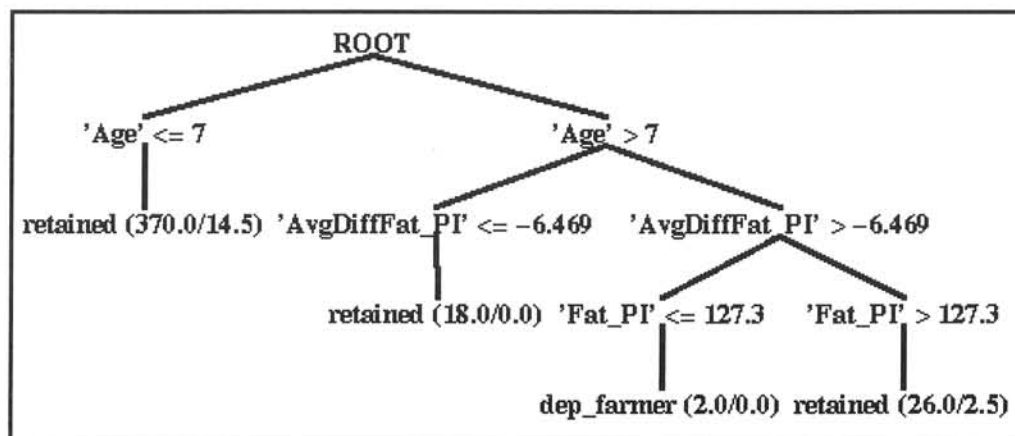 ROOT
'Age' <= 7 'Age' > 7
retained (370.0/14.5) 'AvgDiffFat_PI' <= -6.469 'AvgDiffFat_PI' > -6.469
retained (18.0/0.0) 'Fat_PI' <= 127.3 'Fat_PI' > 127.3
dep_farmer (2.0/0.0) retained (26.0/2.5)